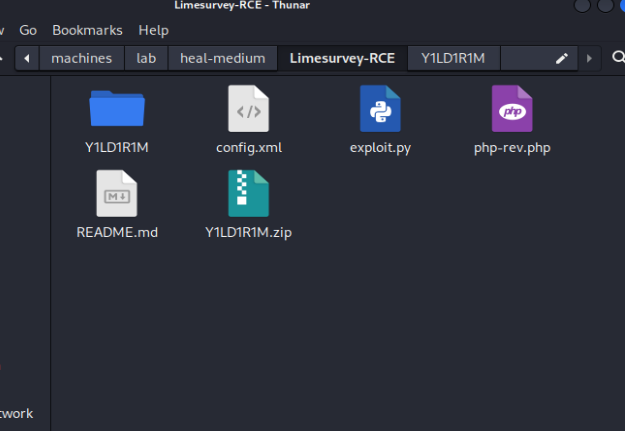 Limesurvey-RCE - Thunar
Go Bookmarks Help
machines lab heal-medium Limesurvey-RCE Y1LD1R1M
Y1LD1R1M config.xml exploit.py php-rev.php
php
README.md Y1LD1R1M.zip